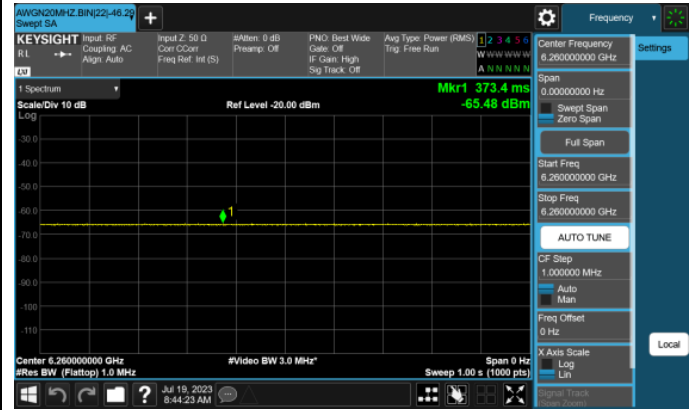 AWGN20MHZ.BIN|22|-46.29
Swept SA
Frequency
KEYSIGHT
RL
Input: RF
Coupling: AC
Align: Auto
Input Z: 50 Ω
Corr CCorr
Freq Ref: Int (S)
#Atten: 0 dB
Preamp: Off
PNO: Best Wide
Gate: Off
IF Gain: High
Sig Track: Off
Avg Type: Power (RMS)
Trig: Free Run
1 2 3 4 5 6
W W W W W W
A N N N N N
LXI
1 Spectrum
Scale/Div 10 dB
Log
Ref Level -20.00 dBm
Mkr1 373.4 ms
-65.48 dBm
-30.0
-40.0
-50.0
-60.0
-70.0
-80.0
-90.0
-100
-110
1
Center 6.260000000 GHz
#Res BW (Flattop) 1.0 MHz
#Video BW 3.0 MHz*
Span 0 Hz
Sweep 1.00 s (1000 pts)
Center Frequency
6.260000000 GHz
Settings
Span
0.00000000 Hz
Swept Span
Zero Span
Full Span
Start Freq
6.260000000 GHz
Stop Freq
6.260000000 GHz
AUTO TUNE
CF Step
1.000000 MHz
Auto
Man
Freq Offset
0 Hz
X Axis Scale
Log
Lin
Local
Signal Track
(Span Zoom)
?
Jul 19, 2023
8:44:23 AM